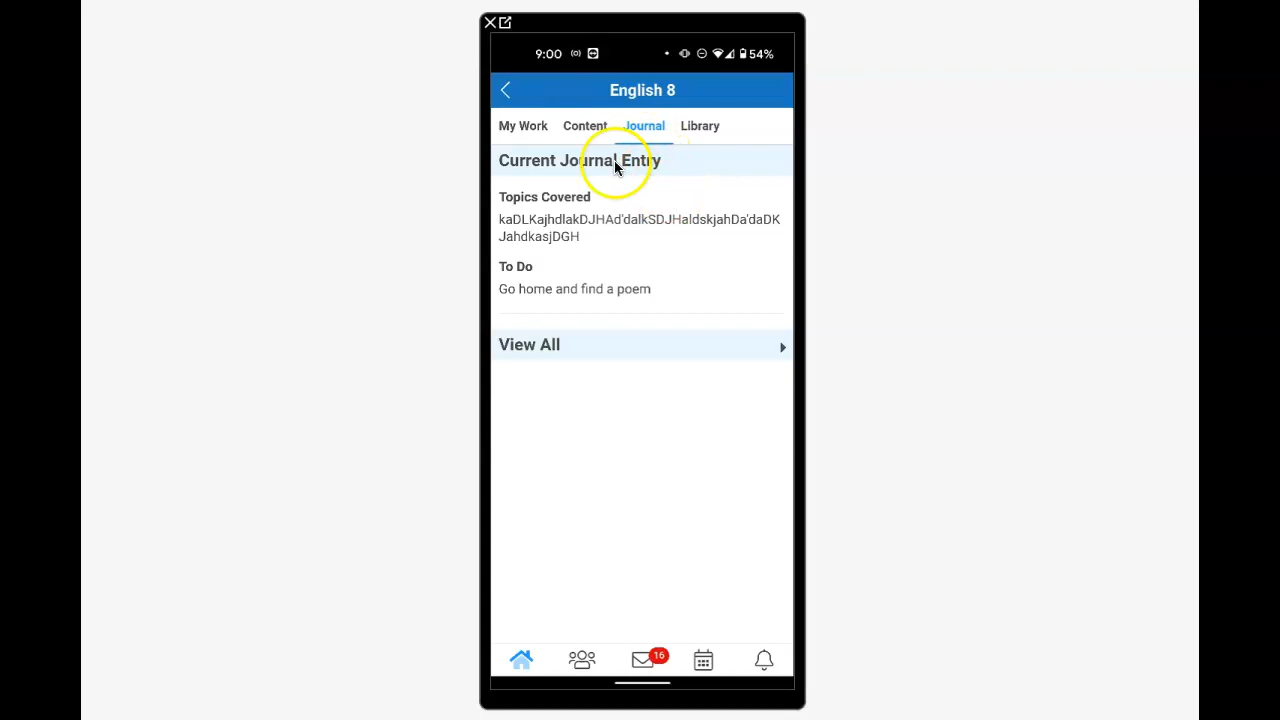 9:00 54%
English 8
My Work Content Journal Library
Current Journal Entry
Topics Covered
kaDLKajhdlakDJHAd'dalkSDJHaldskjahDa'daDK
JahdkasjDGH
To Do
Go home and find a poem
View All
16